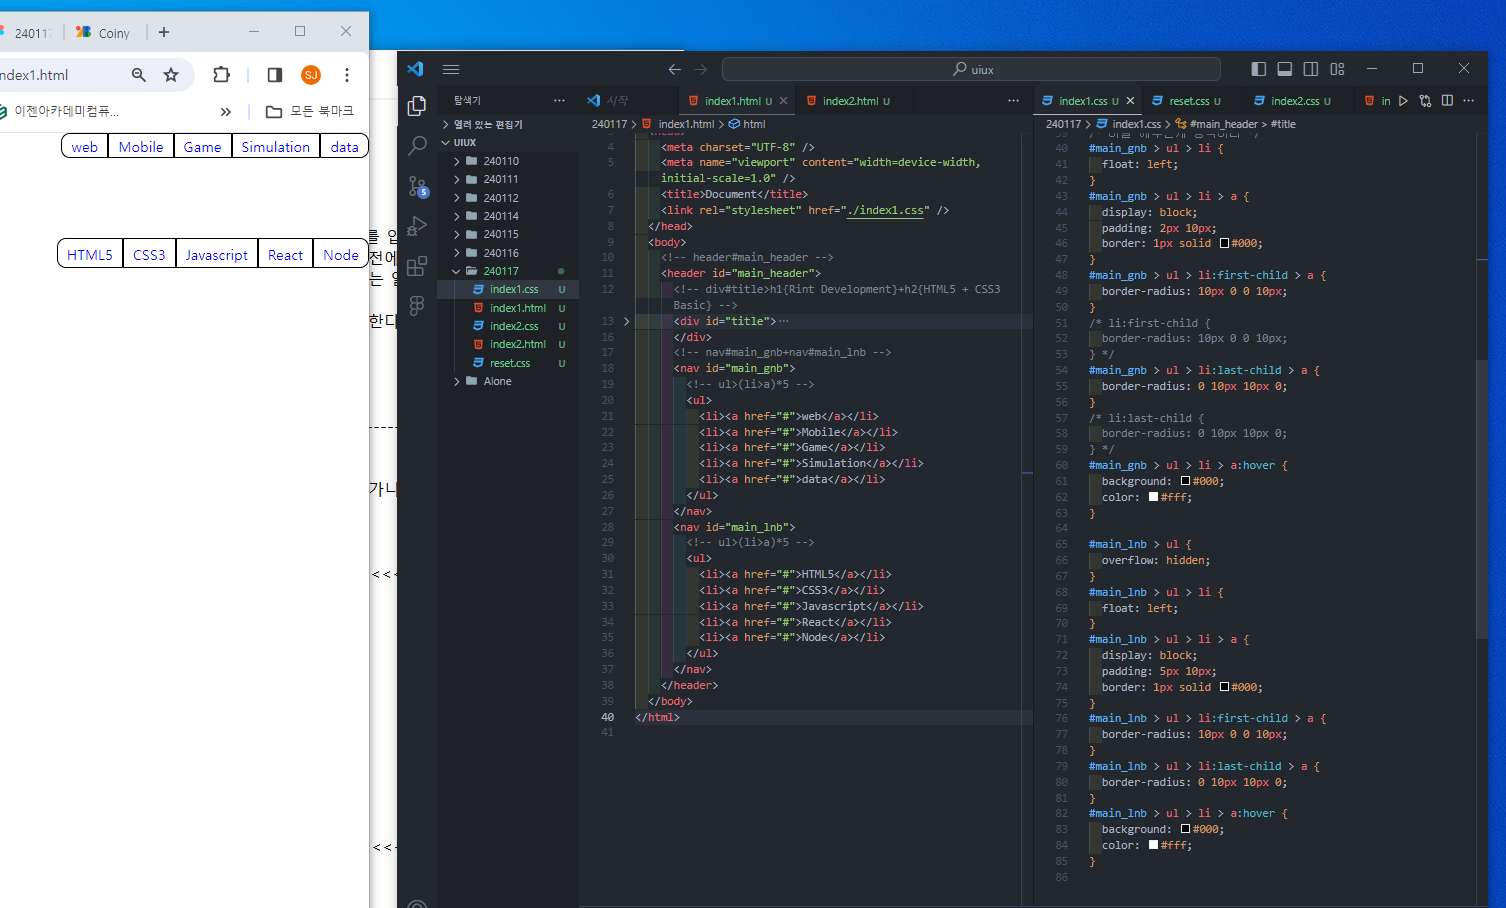 24011
Coiny
ndex1.html
SJ
이젠아카데미컴퓨...
모든 북마크
web
Mobile
Game
Simulation
data
HTML5
CSS3
Javascript
React
Node
를 입
전에
는
한다
-----
가니
<<<
<<<
uiux
탐색기
열려 있는 편집기
UIUX
240110
240111
240112
240114
240115
240116
240117
index1.css U
index1.html U
index2.css U
index2.html U
reset.css U
Alone
5
시작
index1.html U
index2.html U
240117 > index1.html > html
4 <meta charset="UTF-8" />
5 <meta name="viewport" content="width=device-width,
initial-scale=1.0" />
6 <title>Document</title>
7 <link rel="stylesheet" href="./index1.css" />
8 </head>
9 <body>
10 <!-- header#main_header -->
11 <header id="main_header">
12 <!-- div#title>h1{Rint Development}+h2{HTML5 + CSS3
Basic} -->
13 <div id="title">…
16 </div>
17 <!-- nav#main_gnb+nav#main_lnb -->
18 <nav id="main_gnb">
19 <!-- ul>(li>a)*5 -->
20 <ul>
21 <li><a href="#">web</a></li>
22 <li><a href="#">Mobile</a></li>
23 <li><a href="#">Game</a></li>
24 <li><a href="#">Simulation</a></li>
25 <li><a href="#">data</a></li>
26 </ul>
27 </nav>
28 <nav id="main_lnb">
29 <!-- ul>(li>a)*5 -->
30 <ul>
31 <li><a href="#">HTML5</a></li>
32 <li><a href="#">CSS3</a></li>
33 <li><a href="#">Javascript</a></li>
34 <li><a href="#">React</a></li>
35 <li><a href="#">Node</a></li>
36 </ul>
37 </nav>
38 </header>
39 </body>
40 </html>
41
index1.css U
reset.css U
index2.css U
in
240117 > index1.css > #main_header > #title
40 #main_gnb > ul > li {
41 float: left;
42 }
43 #main_gnb > ul > li > a {
44 display: block;
45 padding: 2px 10px;
46 border: 1px solid #000;
47 }
48 #main_gnb > ul > li:first-child > a {
49 border-radius: 10px 0 0 10px;
50 }
51 /* li:first-child {
52 border-radius: 10px 0 0 10px;
53 } */
54 #main_gnb > ul > li:last-child > a {
55 border-radius: 0 10px 10px 0;
56 }
57 /* li:last-child {
58 border-radius: 0 10px 10px 0;
59 } */
60 #main_gnb > ul > li > a:hover {
61 background: #000;
62 color: #fff;
63 }
64
65 #main_lnb > ul {
66 overflow: hidden;
67 }
68 #main_lnb > ul > li {
69 float: left;
70 }
71 #main_lnb > ul > li > a {
72 display: block;
73 padding: 5px 10px;
74 border: 1px solid #000;
75 }
76 #main_lnb > ul > li:first-child > a {
77 border-radius: 10px 0 0 10px;
78 }
79 #main_lnb > ul > li:last-child > a {
80 border-radius: 0 10px 10px 0;
81 }
82 #main_lnb > ul > li > a:hover {
83 background: #000;
84 color: #fff;
85 }
86